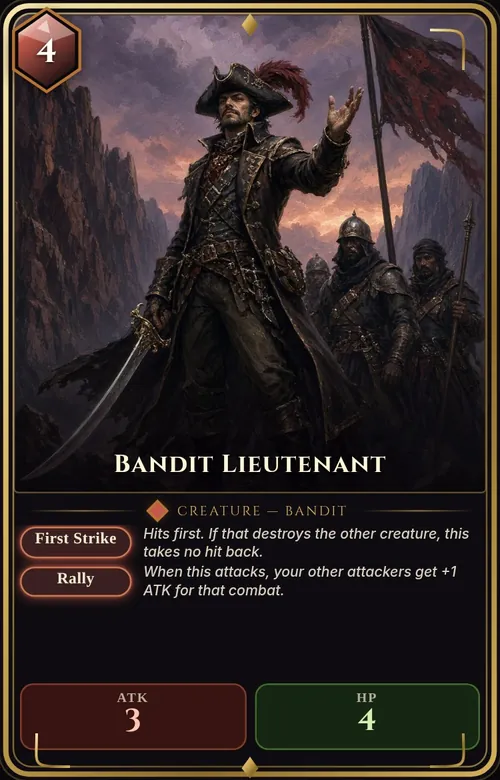 4
BANDIT LIEUTENANT
CREATURE — BANDIT
First Strike
Hits first. If that destroys the other creature, this
takes no hit back.
Rally
When this attacks, your other attackers get +1
ATK for that combat.
ATK
3
HP
4